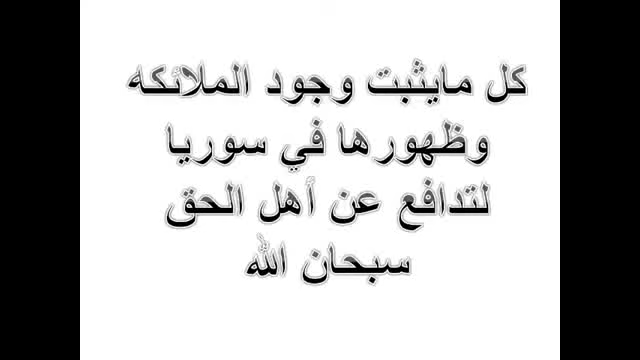 كل مايثبت وجود الملائكه
وظهورها في سوريا
لتدافع عن أهل الحق
سبحان الله